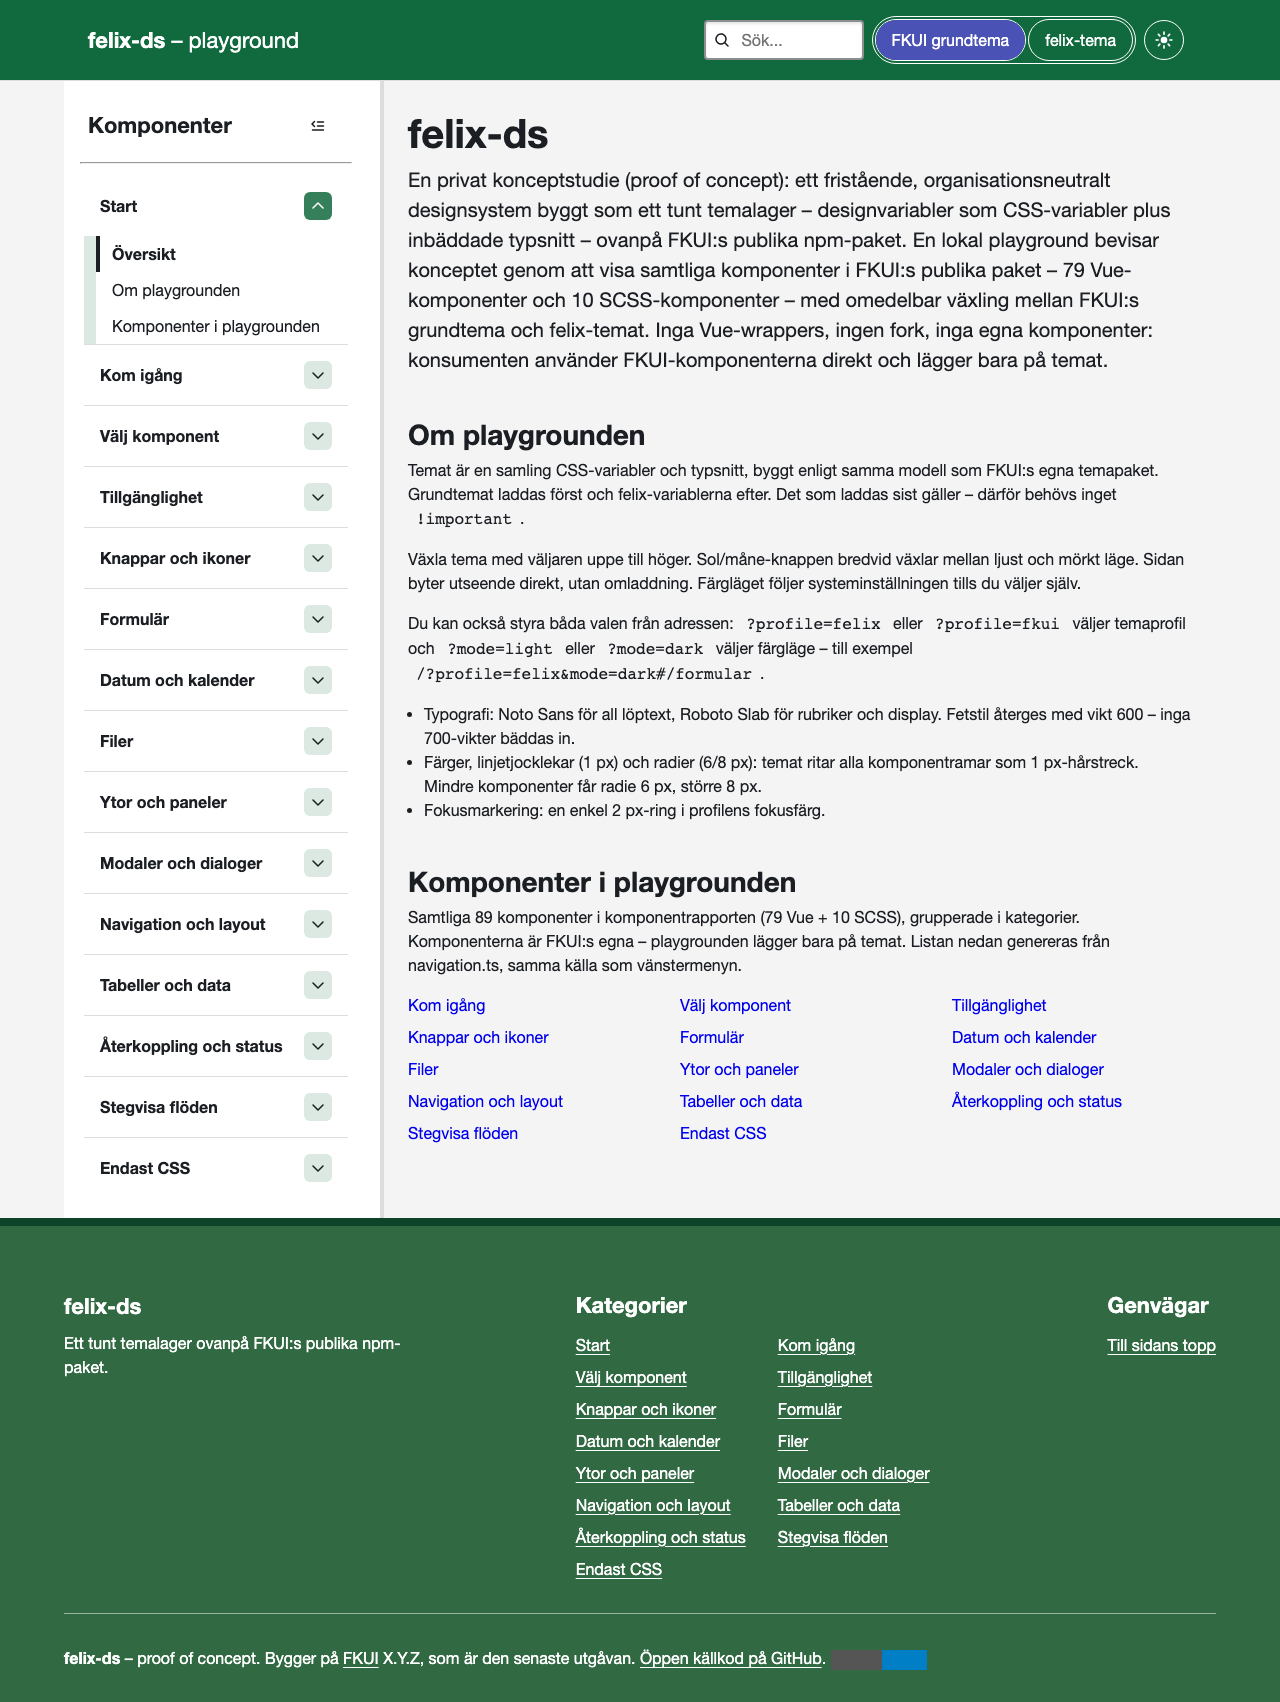 felix-ds – playground
Sök...
FKUI grundtema
felix-tema
Komponenter
Start
Översikt
Om playgrounden
Komponenter i playgrounden
Kom igång
Välj komponent
Tillgänglighet
Knappar och ikoner
Formulär
Datum och kalender
Filer
Ytor och paneler
Modaler och dialoger
Navigation och layout
Tabeller och data
Återkoppling och status
Stegvisa flöden
Endast CSS
felix-ds
En privat konceptstudie (proof of concept): ett fristående, organisationsneutralt
designsystem byggt som ett tunt temalager – designvariabler som CSS-variabler plus
inbäddade typsnitt – ovanpå FKUI:s publika npm-paket. En lokal playground bevisar
konceptet genom att visa samtliga komponenter i FKUI:s publika paket – 79 Vue-
komponenter och 10 SCSS-komponenter – med omedelbar växling mellan FKUI:s
grundtema och felix-temat. Inga Vue-wrappers, ingen fork, inga egna komponenter:
konsumenten använder FKUI-komponenterna direkt och lägger bara på temat.
Om playgrounden
Temat är en samling CSS-variabler och typsnitt, byggt enligt samma modell som FKUI:s egna temapaket.
Grundtemat laddas först och felix-variablerna efter. Det som laddas sist gäller – därför behövs inget
!important .
Växla tema med väljaren uppe till höger. Sol/måne-knappen bredvid växlar mellan ljust och mörkt läge. Sidan
byter utseende direkt, utan omladdning. Färgläget följer systeminställningen tills du väljer själv.
Du kan också styra båda valen från adressen: ?profile=felix eller ?profile=fkui väljer temaprofil
och ?mode=light eller ?mode=dark väljer färgläge – till exempel
/?profile=felix&mode=dark#/formular .
• Typografi: Noto Sans för all löptext, Roboto Slab för rubriker och display. Fetstil återges med vikt 600 – inga
700-vikter bäddas in.
• Färger, linjetjocklekar (1 px) och radier (6/8 px): temat ritar alla komponentramar som 1 px-hårstreck.
Mindre komponenter får radie 6 px, större 8 px.
• Fokusmarkering: en enkel 2 px-ring i profilens fokusfärg.
Komponenter i playgrounden
Samtliga 89 komponenter i komponentrapporten (79 Vue + 10 SCSS), grupperade i kategorier.
Komponenterna är FKUI:s egna – playgrounden lägger bara på temat. Listan nedan genereras från
navigation.ts, samma källa som vänstermenyn.
Kom igång
Välj komponent
Tillgänglighet
Knappar och ikoner
Formulär
Datum och kalender
Filer
Ytor och paneler
Modaler och dialoger
Navigation och layout
Tabeller och data
Återkoppling och status
Stegvisa flöden
Endast CSS
felix-ds
Ett tunt temalager ovanpå FKUI:s publika npm-
paket.
Kategorier
Start
Kom igång
Välj komponent
Tillgänglighet
Knappar och ikoner
Formulär
Datum och kalender
Filer
Ytor och paneler
Modaler och dialoger
Navigation och layout
Tabeller och data
Återkoppling och status
Stegvisa flöden
Endast CSS
Genvägar
Till sidans topp
felix-ds – proof of concept. Bygger på FKUI X.Y.Z, som är den senaste utgåvan. Öppen källkod på GitHub.